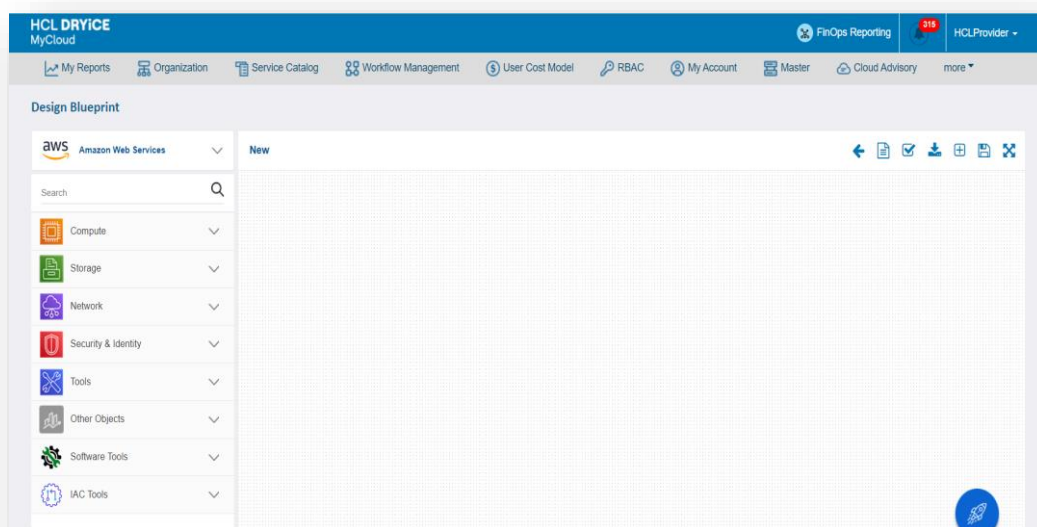 HCL DRYiCE
MyCloud
FinOps Reporting
315
HCLProvider
My Reports
Organization
Service Catalog
Workflow Management
User Cost Model
RBAC
My Account
Master
Cloud Advisory
more
Design Blueprint
aws Amazon Web Services
New
Search
Compute
Storage
Network
Security & Identity
Tools
Other Objects
Software Tools
IAC Tools